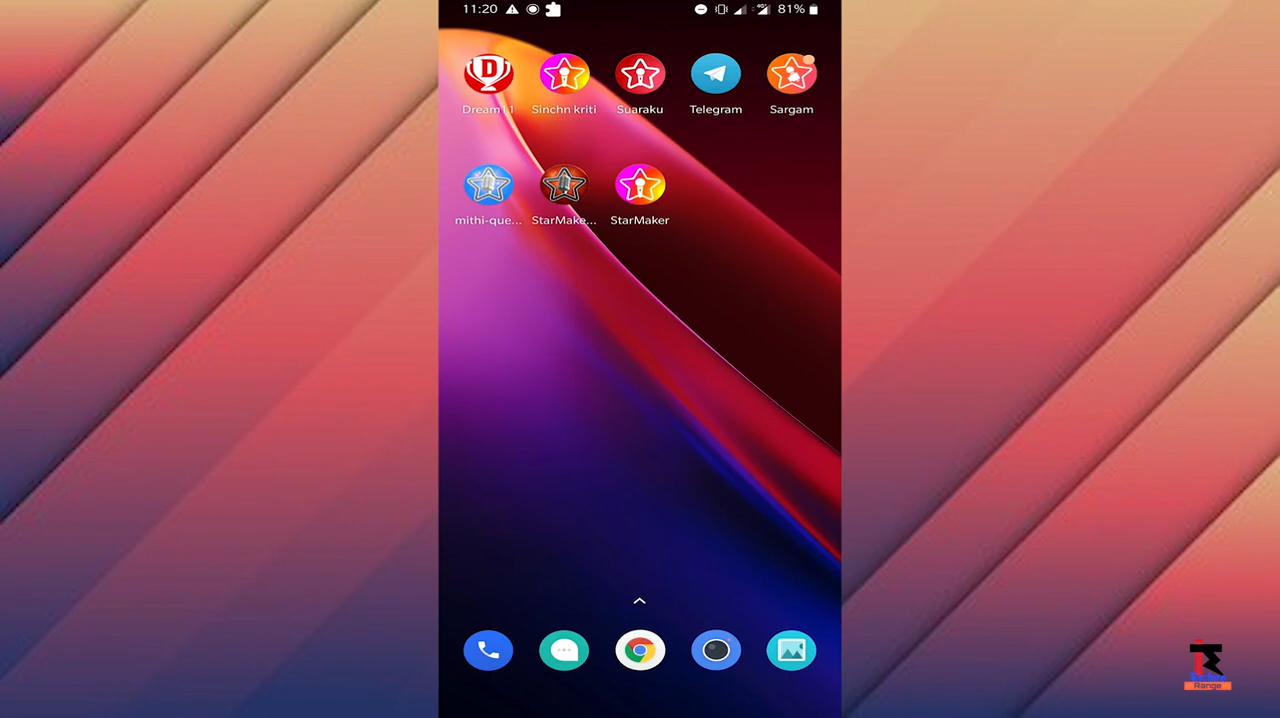 11:20 81%
Dream11 Sinchn kriti Suaraku Telegram Sargam
mithi-que... StarMake... StarMaker
Range